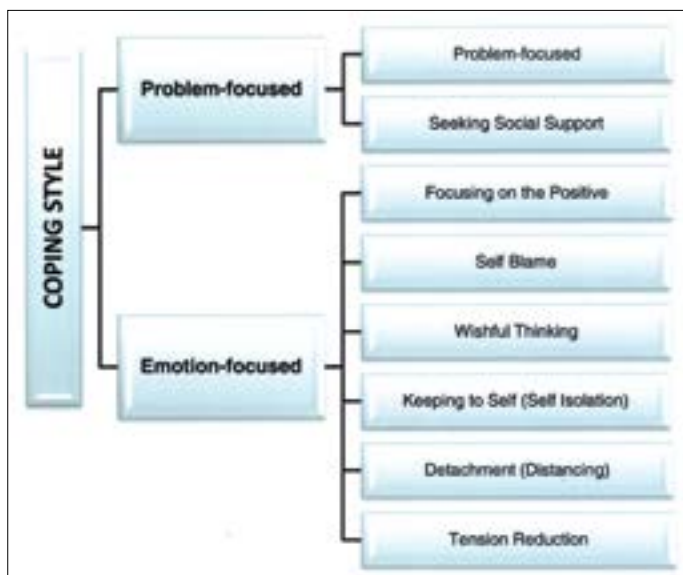 COPING STYLE
Problem-focused
Problem-focused
Seeking Social Support
Emotion-focused
Focusing on the Positive
Self Blame
Wishful Thinking
Keeping to Self (Self Isolation)
Detachment (Distancing)
Tension Reduction